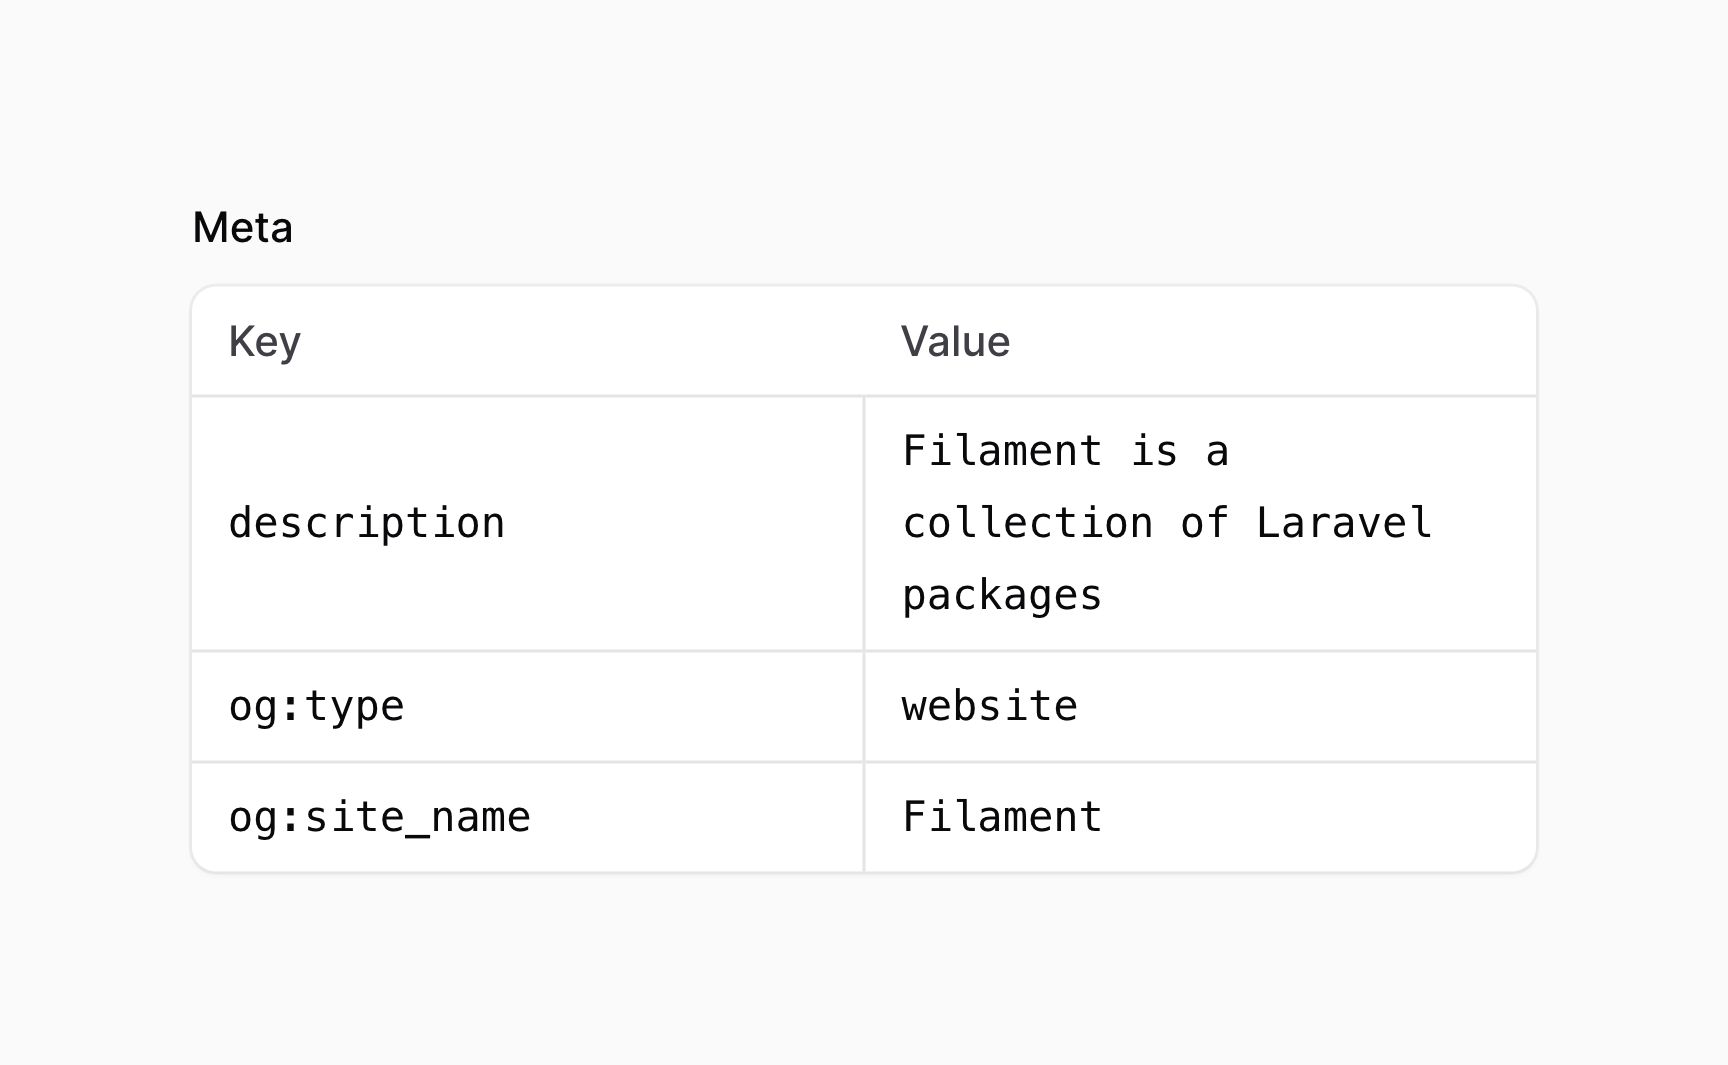 Meta
Key Value
Filament is a
description collection of Laravel
packages
og:type website
og:site_name Filament